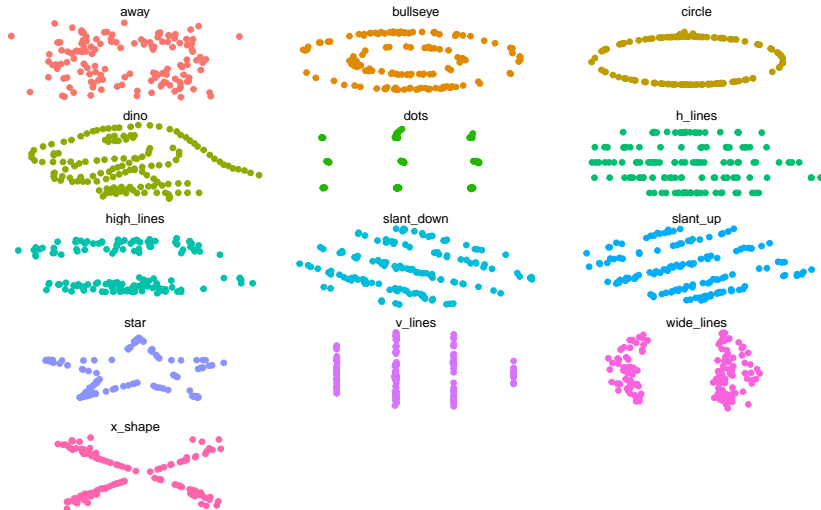 away
bullseye
circle
dino
dots
h_lines
high_lines
slant_down
slant_up
star
v_lines
wide_lines
x_shape